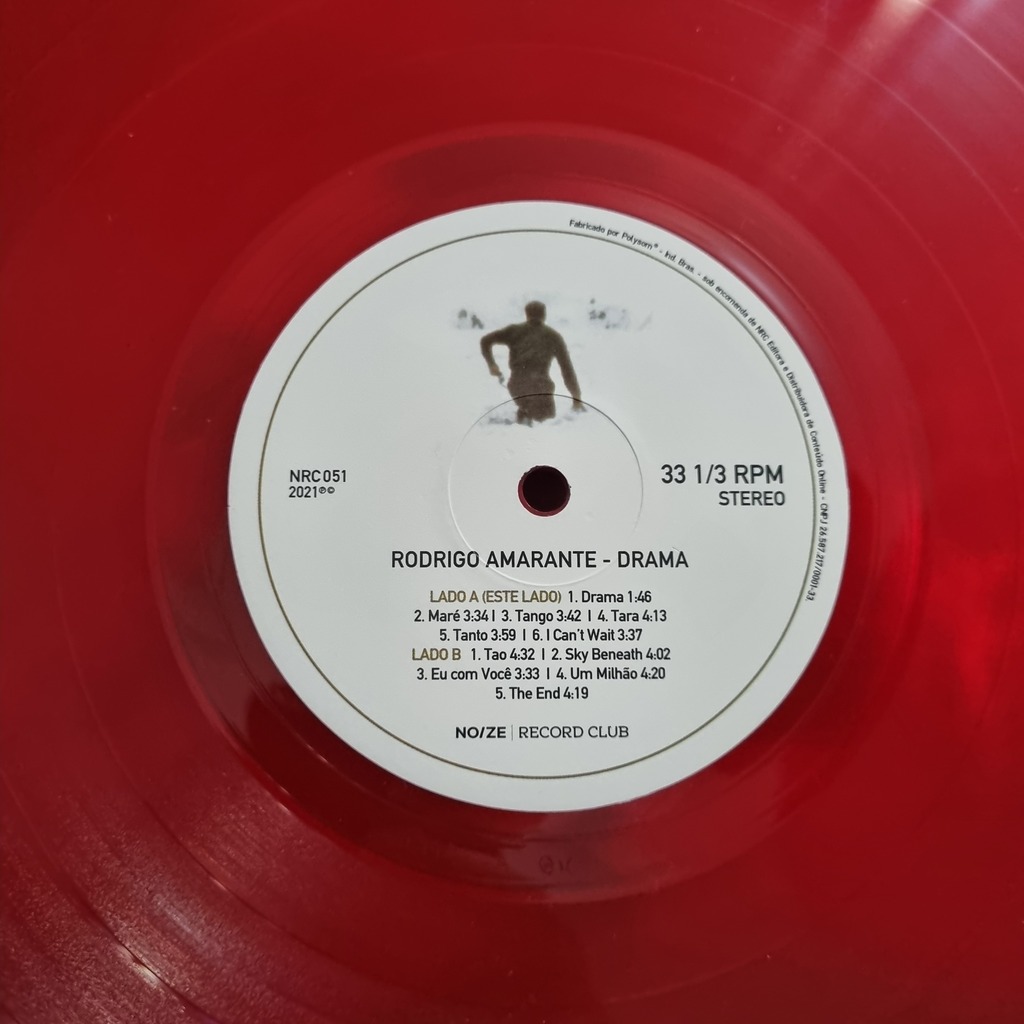 Fabricado por Polysom® - Ind. Bras. - sob encomenda de NRC Editora e Distribuidora de Conteúdo Online - CNPJ 26.587.217/0001-33.
NRC051
2021℗©
33 1/3 RPM
STEREO
RODRIGO AMARANTE - DRAMA
LADO A (ESTE LADO) 1. Drama 1:46
2. Maré 3:34 I 3. Tango 3:42 I 4. Tara 4:13
5. Tanto 3:59 I 6. I Can't Wait 3:37
LADO B 1. Tao 4:32 I 2. Sky Beneath 4:02
3. Eu com Você 3:33 I 4. Um Milhão 4:20
5. The End 4:19
NO/ZE | RECORD CLUB